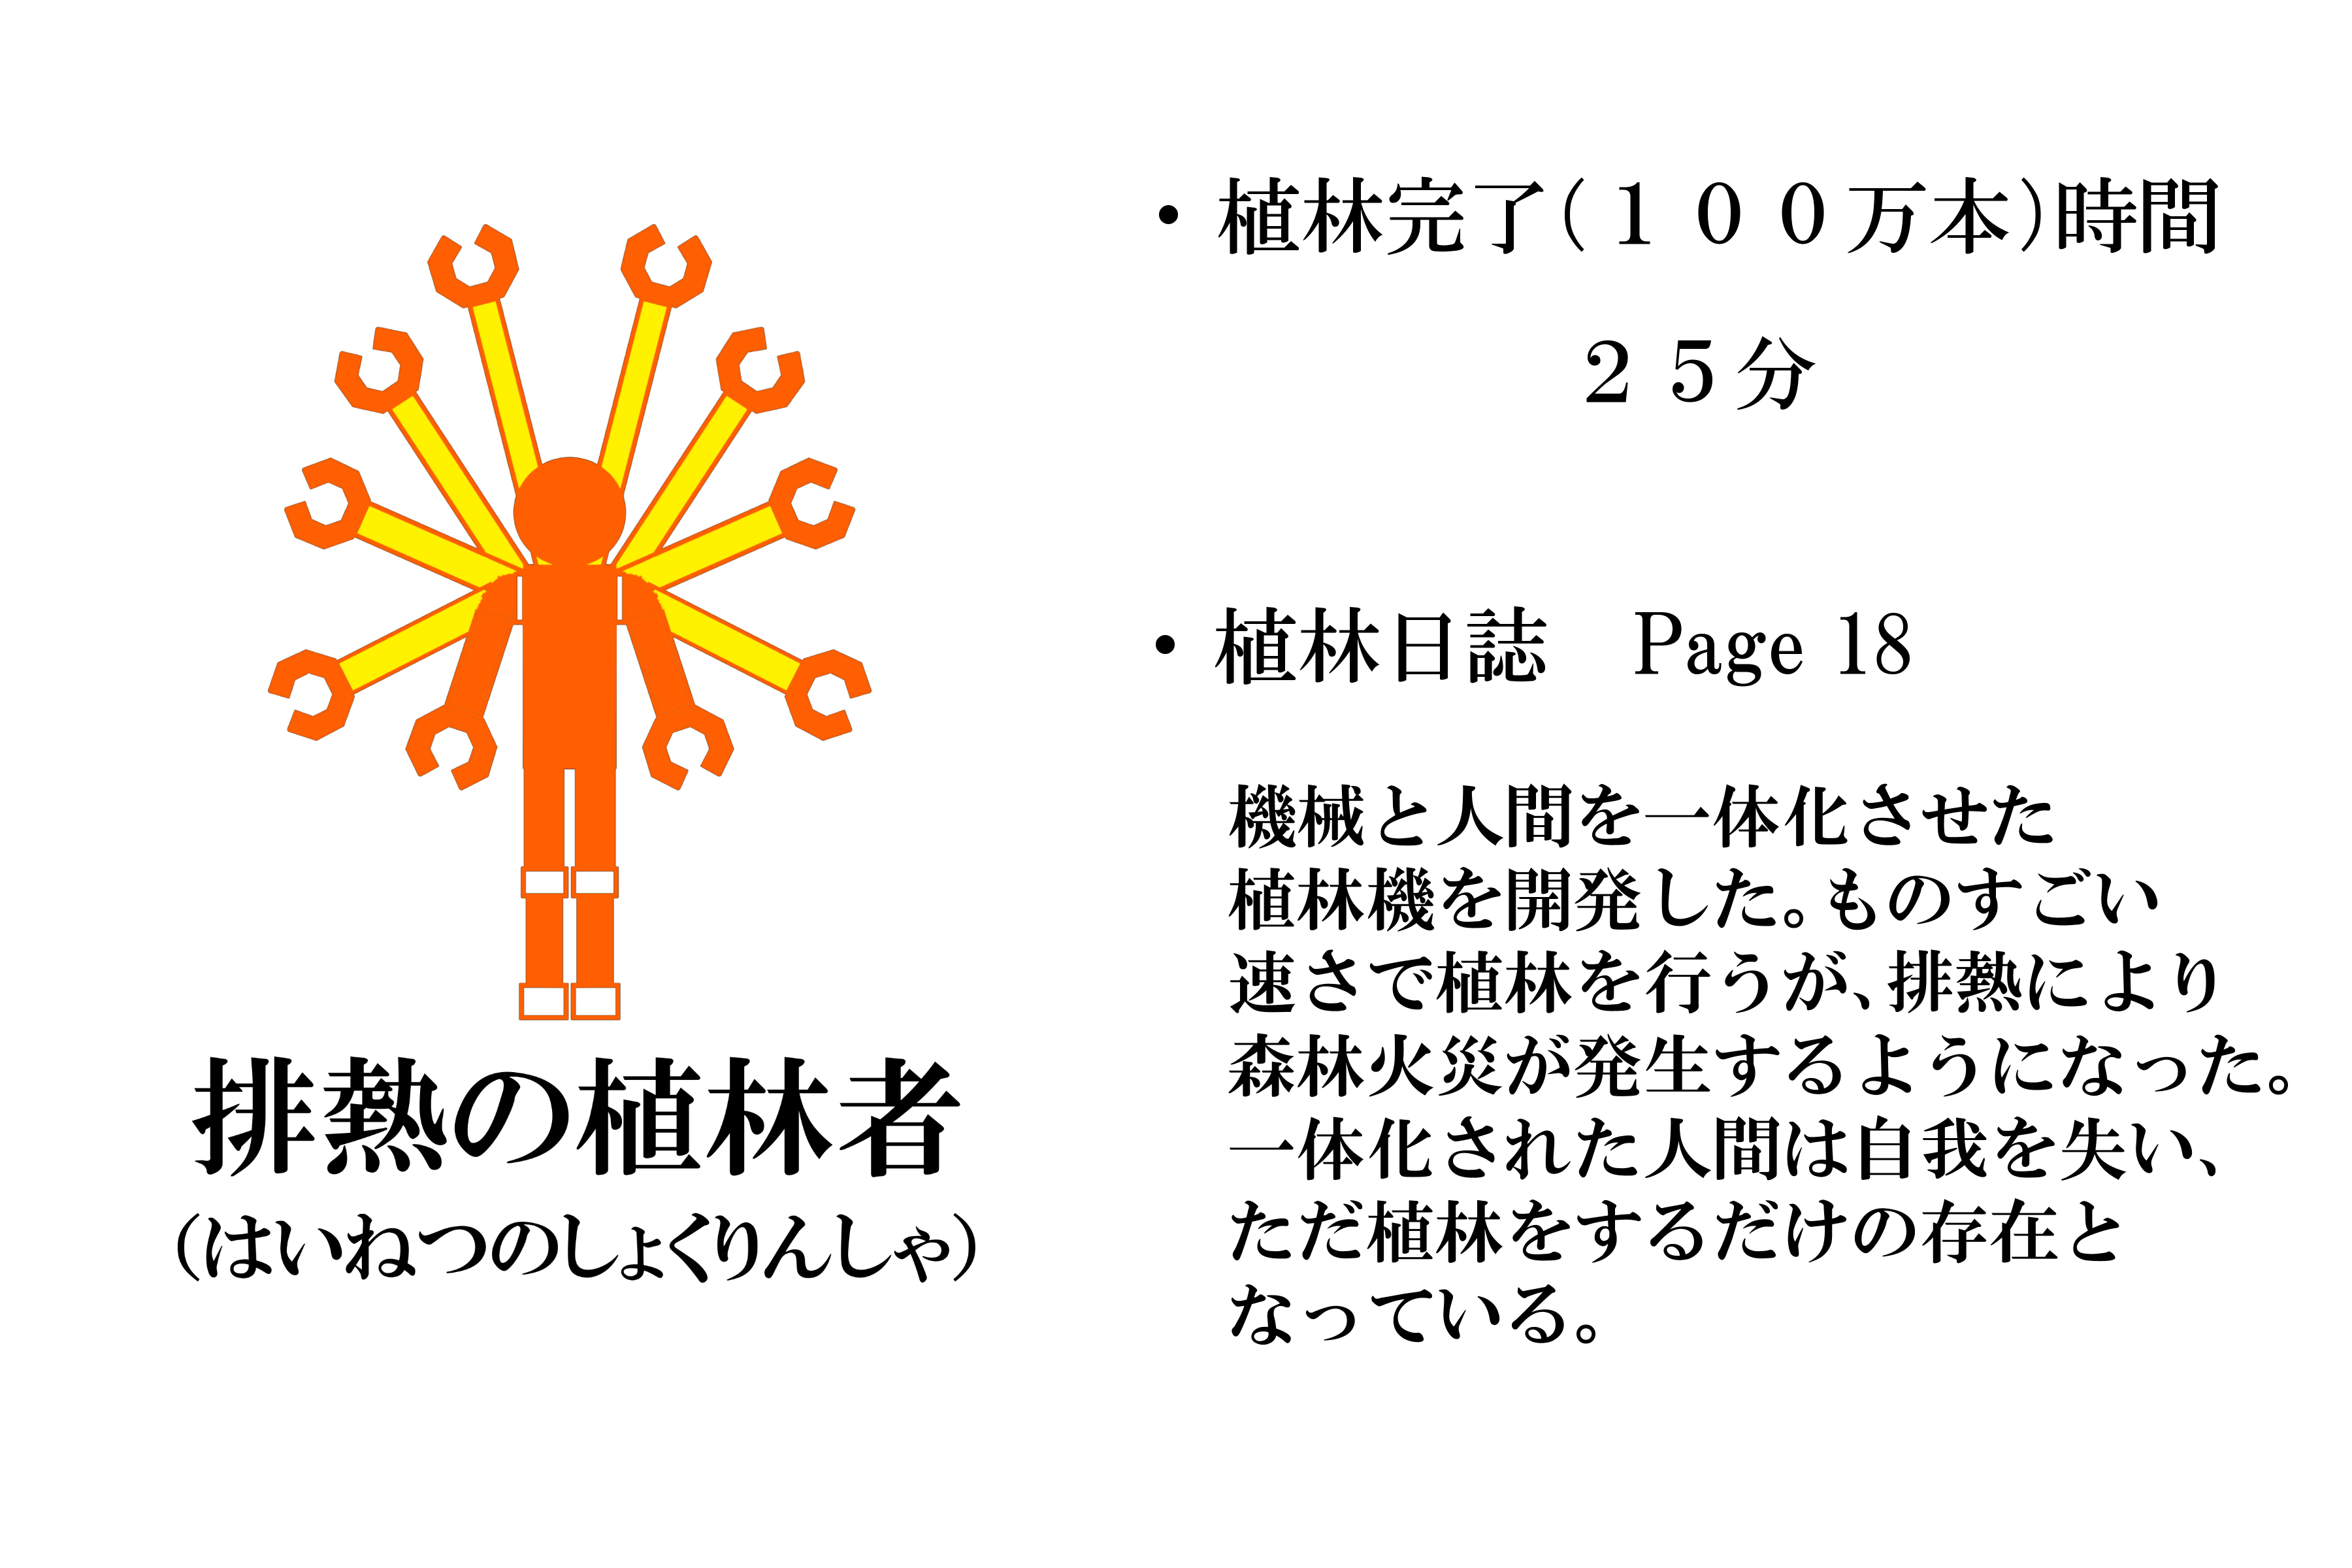 排熱の植林者
(はいねつのしょくりんしゃ)
・植林完了(１００万本)時間
２５分
・植林日誌　Page 18
機械と人間を一体化させた
植林機を開発した。ものすごい
速さで植林を行うが、排熱により
森林火災が発生するようになった。
一体化された人間は自我を失い、
ただ植林をするだけの存在と
なっている。